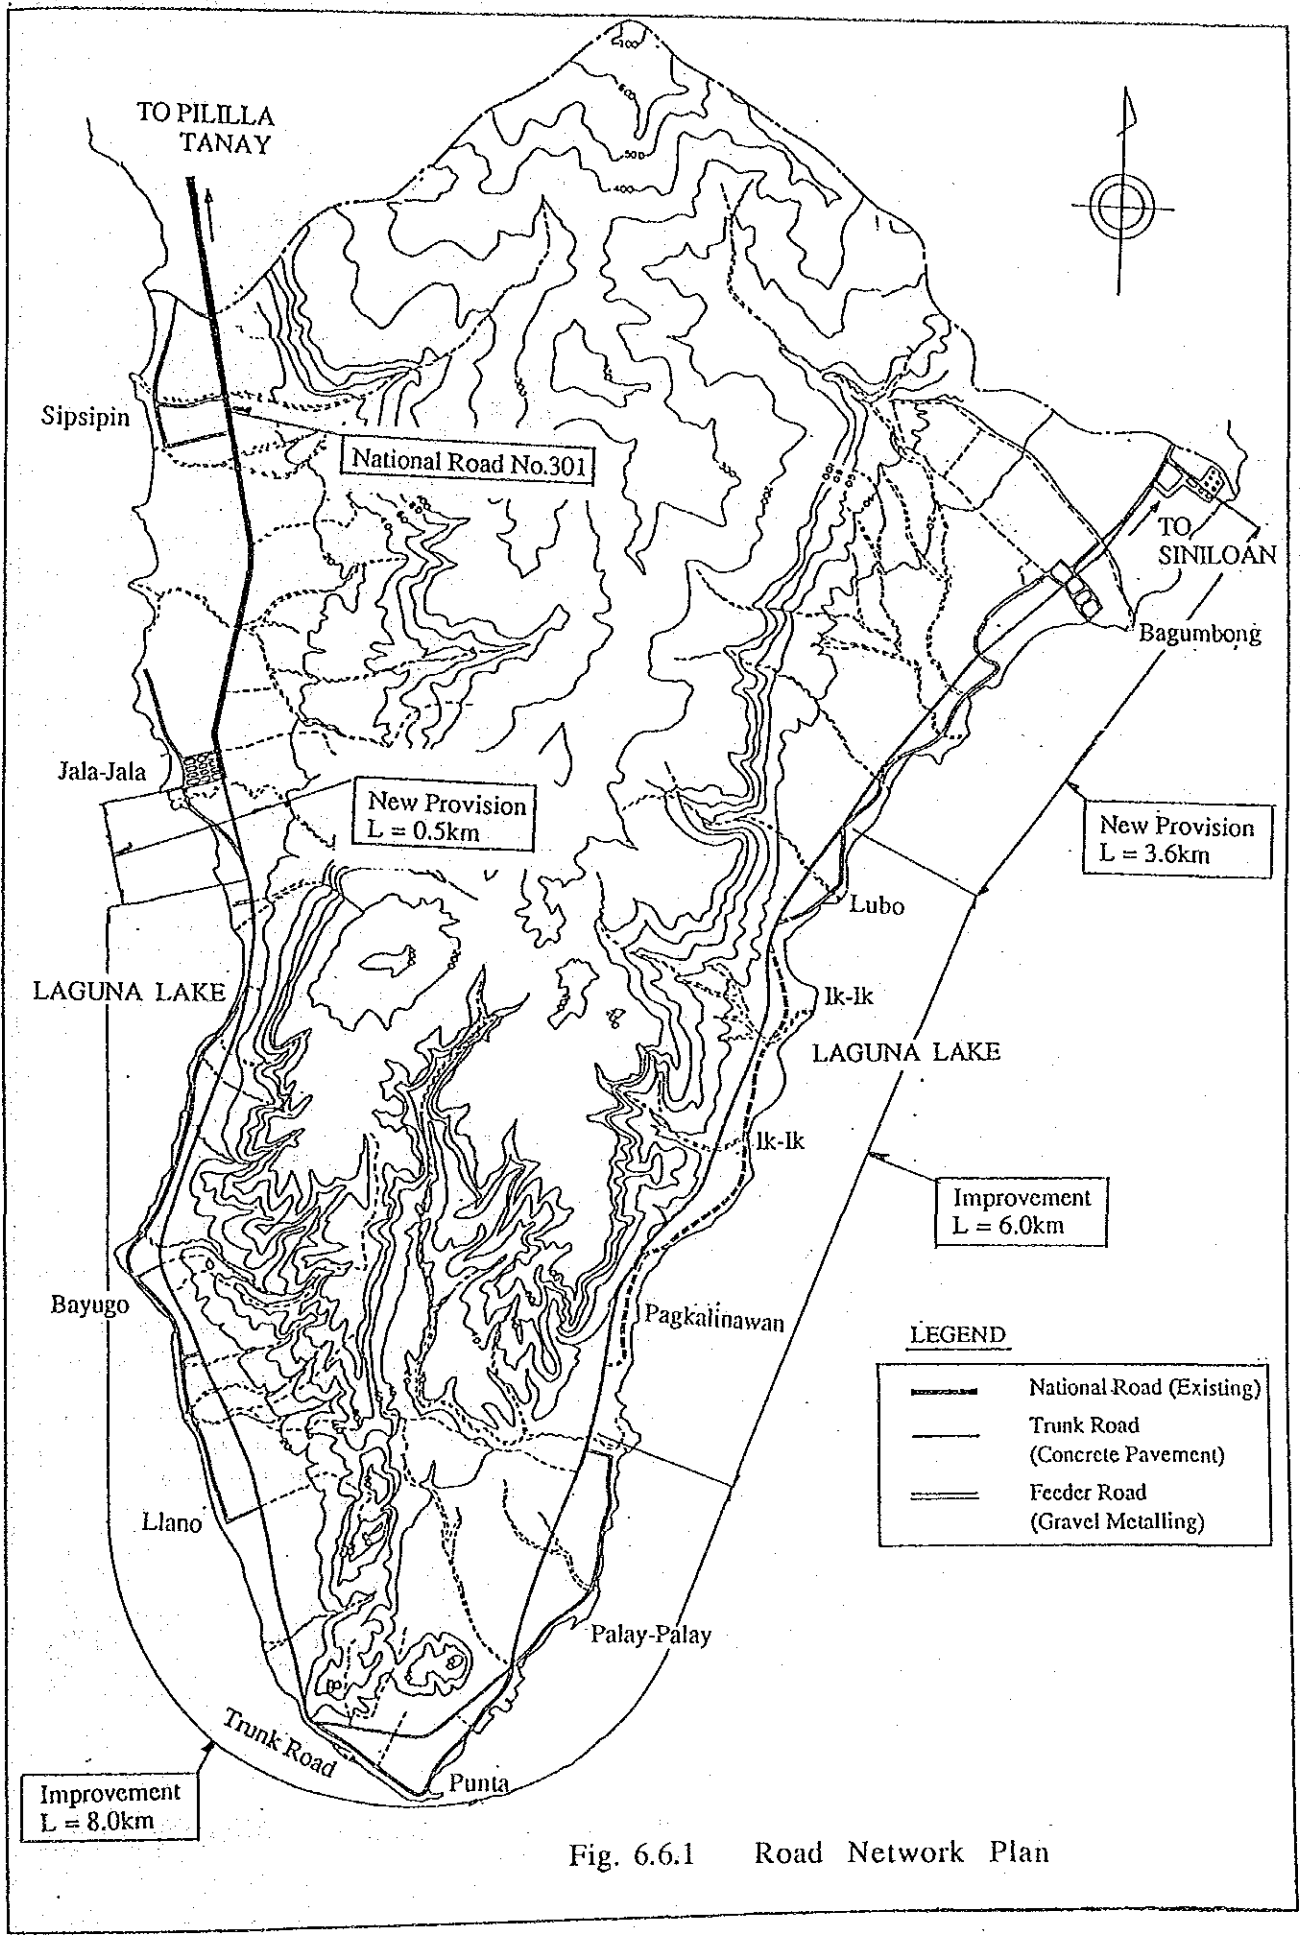 TO PILILLA
TANAY
100
500
400
Sipsipin
National Road No.301
TO
SINILOAN
Bagumbong
Jala-Jala
New Provision
L = 0.5km
New Provision
L = 3.6km
Lubo
LAGUNA LAKE
Ik-Ik
LAGUNA LAKE
Ik-Ik
Improvement
L = 6.0km
Bayugo
Pagkalinawan
LEGEND
National Road (Existing)
Trunk Road
(Concrete Pavement)
Feeder Road
(Gravel Metalling)
Llano
Palay-Palay
Trunk Road
Punta
Improvement
L = 8.0km
Fig. 6.6.1 Road Network Plan